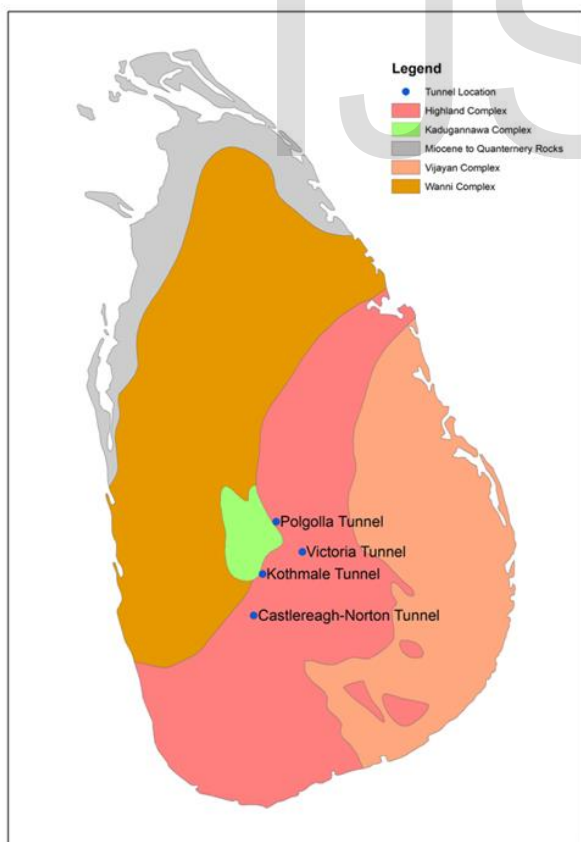 IJS
Legend
Tunnel Location
Highland Complex
Kadugannawa Complex
Miocene to Quanternery Rocks
Vijayan Complex
Wanni Complex
Polgolla Tunnel
Victoria Tunnel
Kothmale Tunnel
Castlereagh-Norton Tunnel